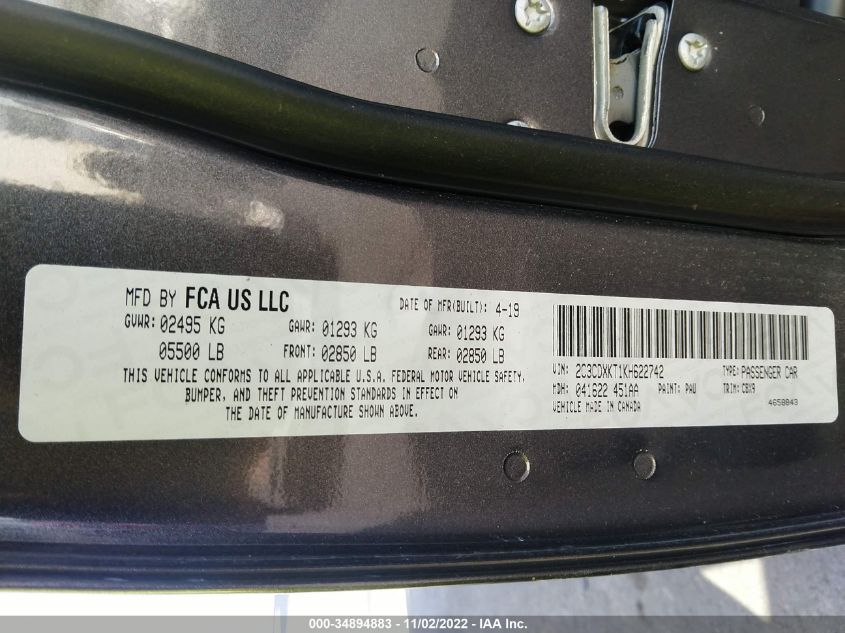 MFD BY FCA US LLC DATE OF MFR(BUILT): 4-19
GVWR: 02495 KG GAWR: 01293 KG GAWR: 01293 KG
05500 LB FRONT: 02850 LB REAR: 02850 LB
THIS VEHICLE CONFORMS TO ALL APPLICABLE U.S.A. FEDERAL MOTOR VEHICLE SAFETY,
BUMPER, AND THEFT PREVENTION STANDARDS IN EFFECT ON
THE DATE OF MANUFACTURE SHOWN ABOVE.
VIN: 2C3CDXKT1KH622742 TYPE: PASSENGER CAR
MDH: 041622 451AA PAINT: PAU TRIM: CBX9
VEHICLE MADE IN CANADA 4658843
000-34894883 - 11/02/2022 - IAA Inc.